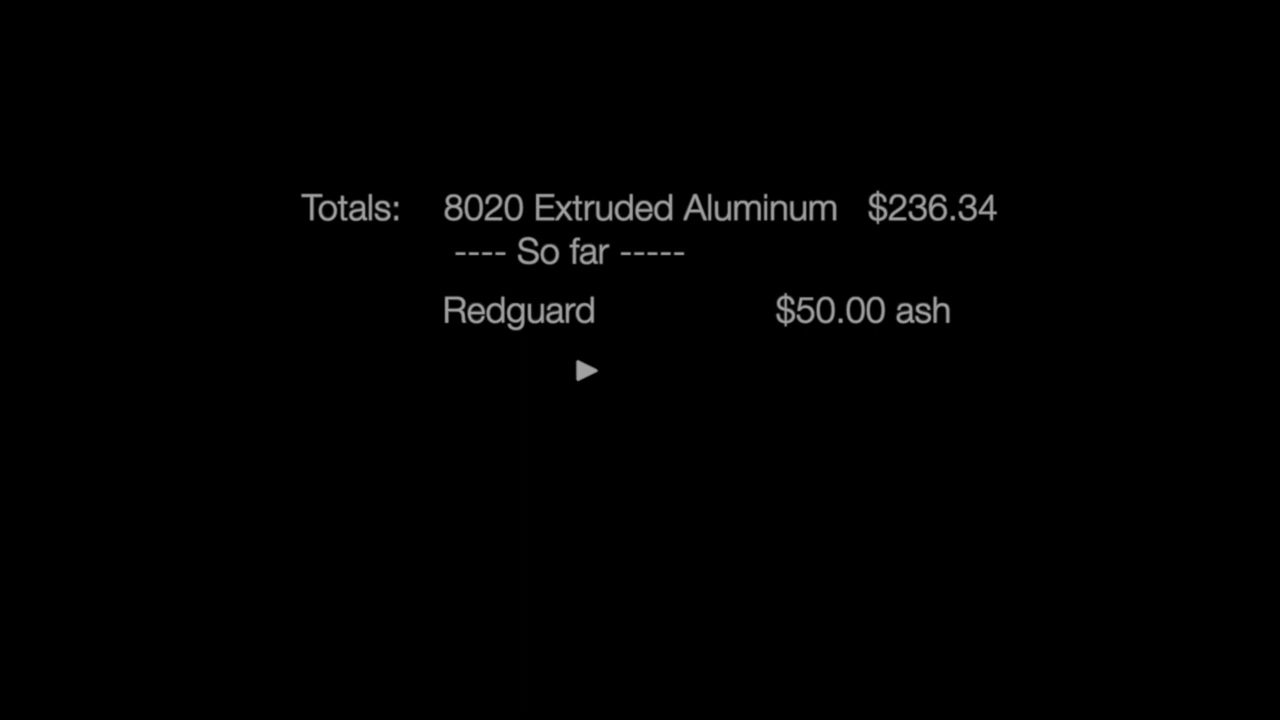 Totals: 8020 Extruded Aluminum $236.34
---- So far -----
Redguard $50.00 ash